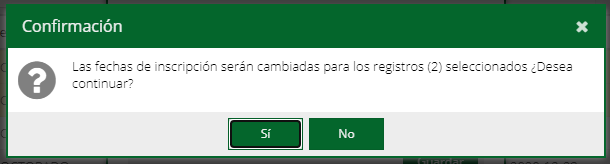 Confirmación
Las fechas de inscripción serán cambiadas para los registros (2) seleccionados ¿Desea
continuar?
Sí
No